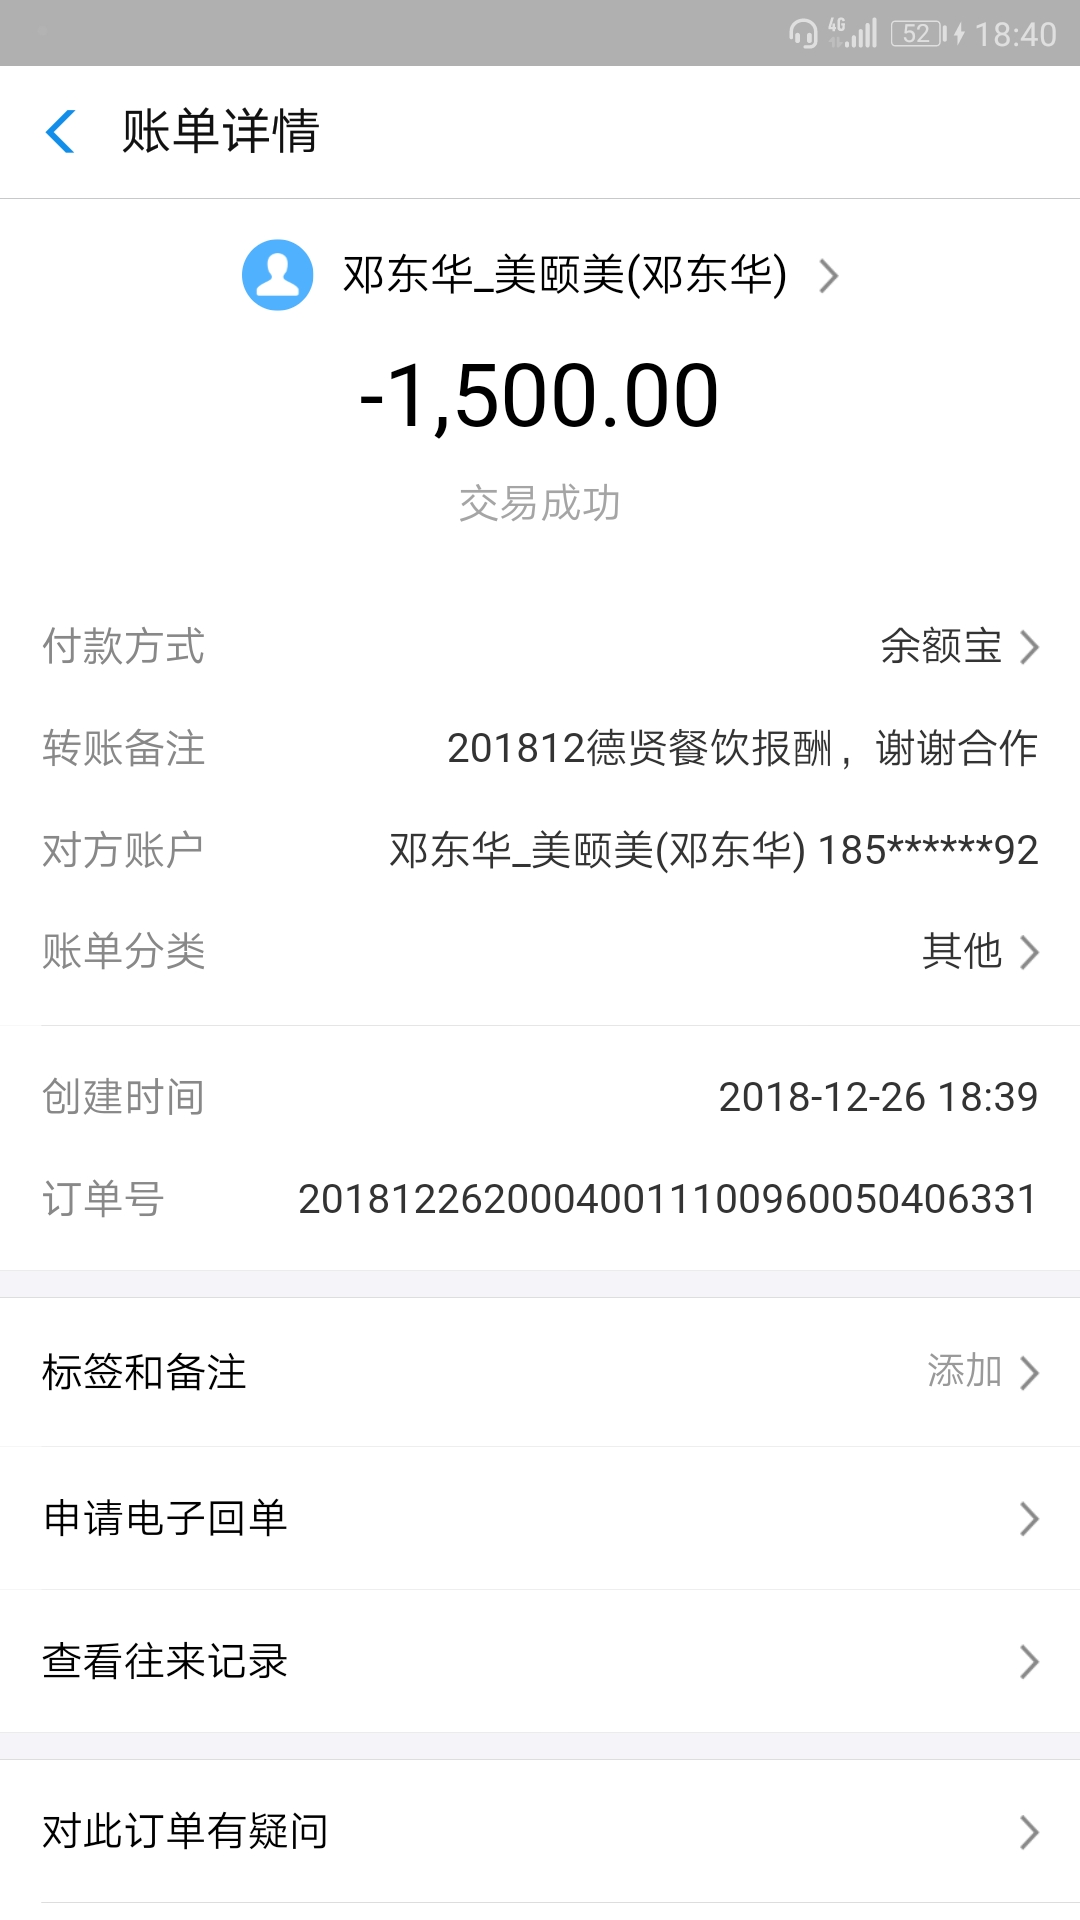 4G 52 18:40
账单详情
邓东华_美颐美(邓东华)
-1,500.00
交易成功
付款方式 余额宝
转账备注 201812德贤餐饮报酬，谢谢合作
对方账户 邓东华_美颐美(邓东华) 185******92
账单分类 其他
创建时间 2018-12-26 18:39
订单号 20181226200040011100960050406331
标签和备注 添加
申请电子回单
查看往来记录
对此订单有疑问